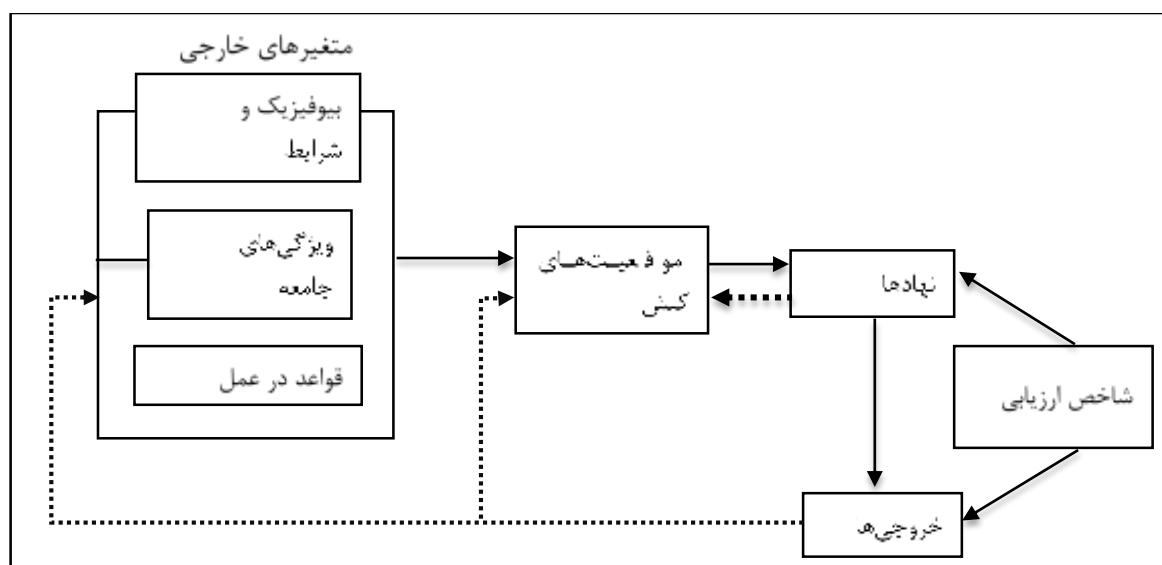 متغیرهای خارجی
بیوفیزیک و
شرایط
ویژگی‌های
جامعه
قواعد در عمل
موقعیت‌های
کنش
نهادها
شاخص ارزیابی
خروجی‌ها